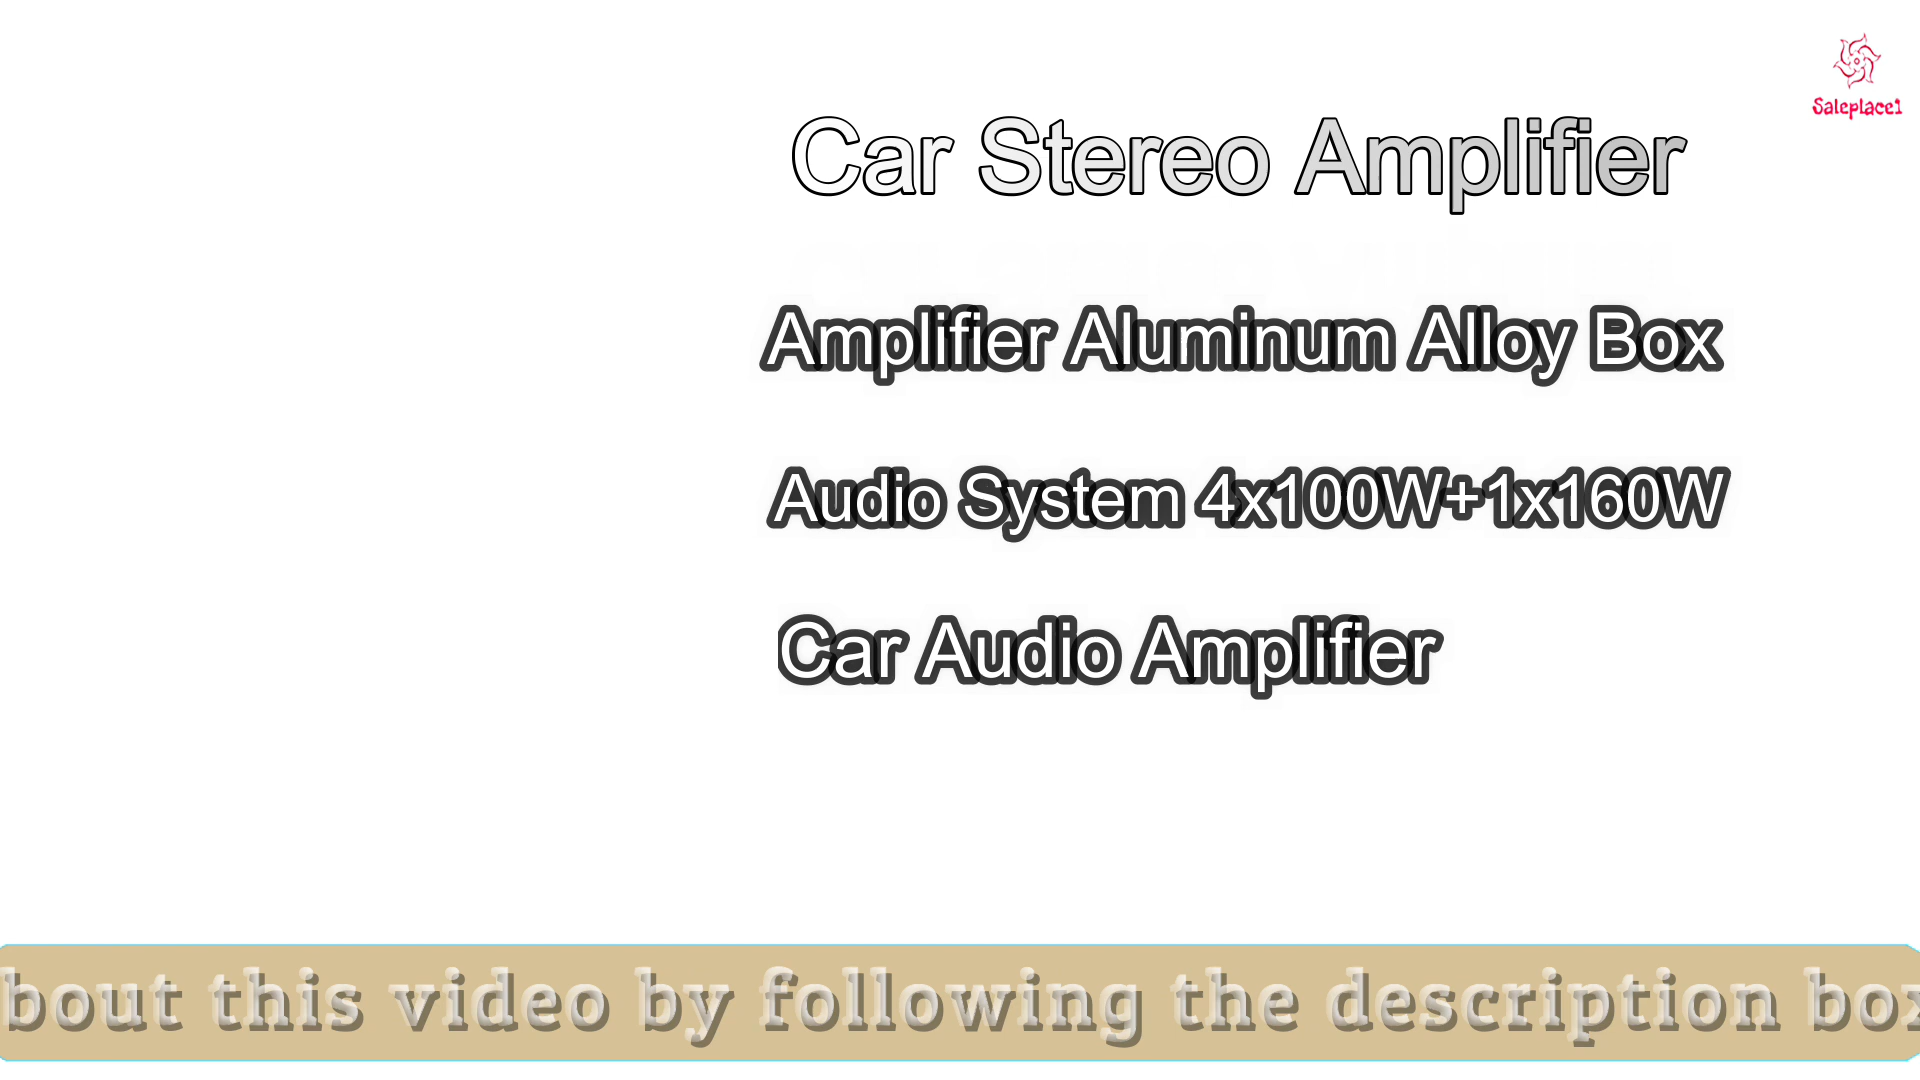 Saleplace1
Car Stereo Amplifier
Amplifier Aluminum Alloy Box
Audio System 4x100W+1x160W
Car Audio Amplifier
bout this video by following the description box